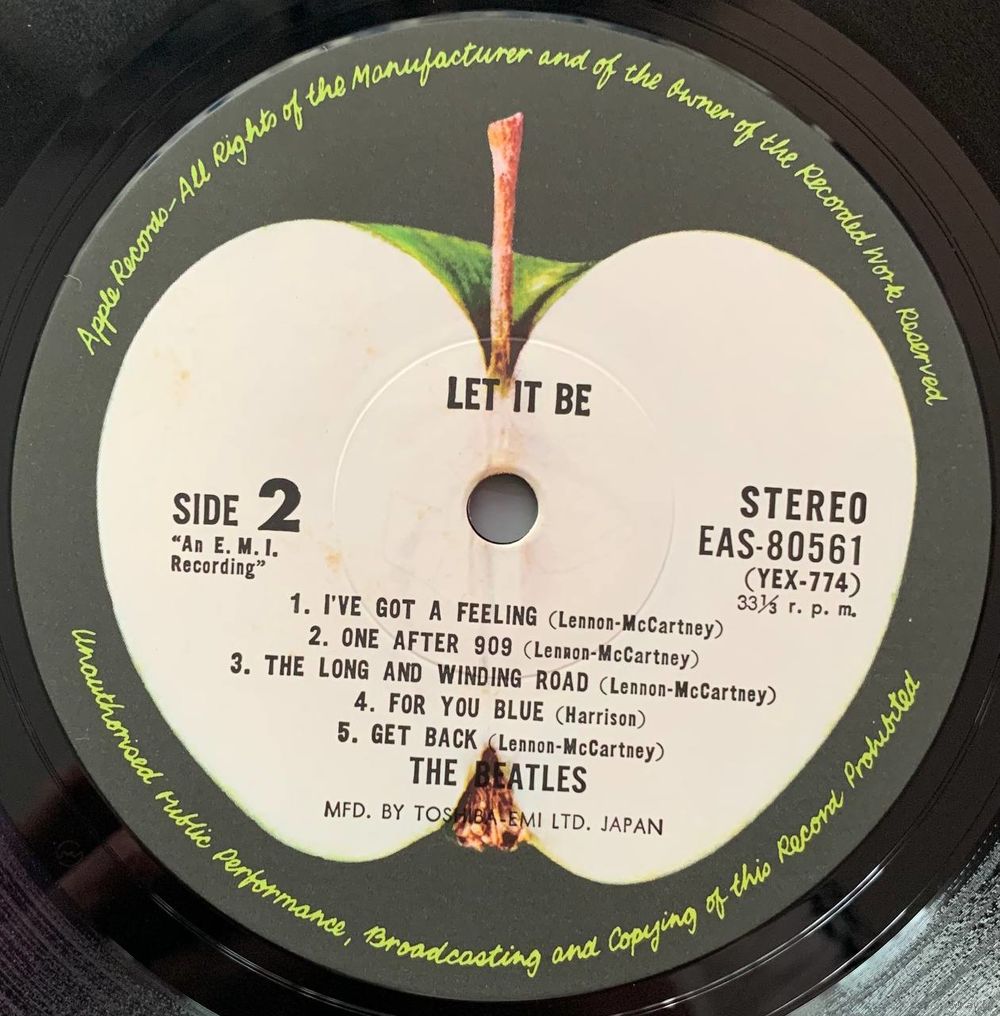 Apple Records-All Rights of the Manufacturer and of the Owner of the Recorded Work Reserved
LET IT BE
SIDE 2
"An E.M.I.
Recording"
STEREO
EAS-80561
(YEX-774)
33⅓ r. p. m.
1. I'VE GOT A FEELING (Lennon-McCartney)
2. ONE AFTER 909 (Lennon-McCartney)
3. THE LONG AND WINDING ROAD (Lennon-McCartney)
4. FOR YOU BLUE (Harrison)
5. GET BACK (Lennon-McCartney)
THE BEATLES
MFD. BY TOSHIBA-EMI LTD. JAPAN
Unauthorised Public Performance, Broadcasting and Copying of this Record Prohibited